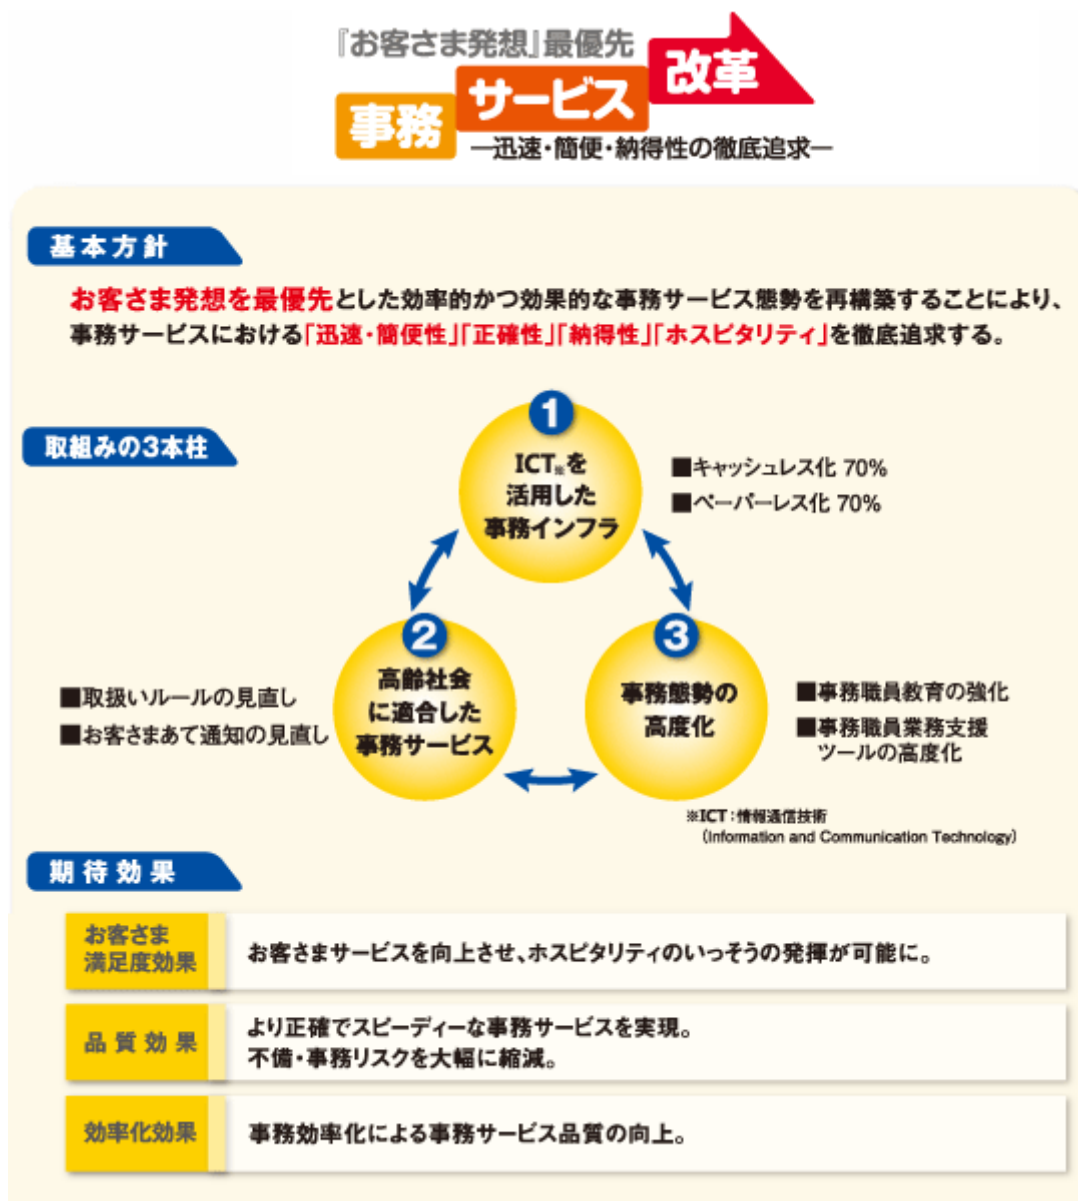 『お客さま発想』最優先
事務サービス改革
―迅速・簡便・納得性の徹底追求―
基本方針
お客さま発想を最優先とした効率的かつ効果的な事務サービス態勢を再構築することにより、
事務サービスにおける「迅速・簡便性」「正確性」「納得性」「ホスピタリティ」を徹底追求する。
取組みの3本柱
1
ICT※を
活用した
事務インフラ
■キャッシュレス化 70%
■ペーパーレス化 70%
2
高齢社会
に適合した
事務サービス
■取扱いルールの見直し
■お客さまあて通知の見直し
3
事務態勢の
高度化
■事務職員教育の強化
■事務職員業務支援
ツールの高度化
※ICT：情報通信技術
（Information and Communication Technology）
期待効果
お客さま
満足度効果
お客さまサービスを向上させ、ホスピタリティのいっそうの発揮が可能に。
品質効果
より正確でスピーディーな事務サービスを実現。
不備・事務リスクを大幅に縮減。
効率化効果
事務効率化による事務サービス品質の向上。